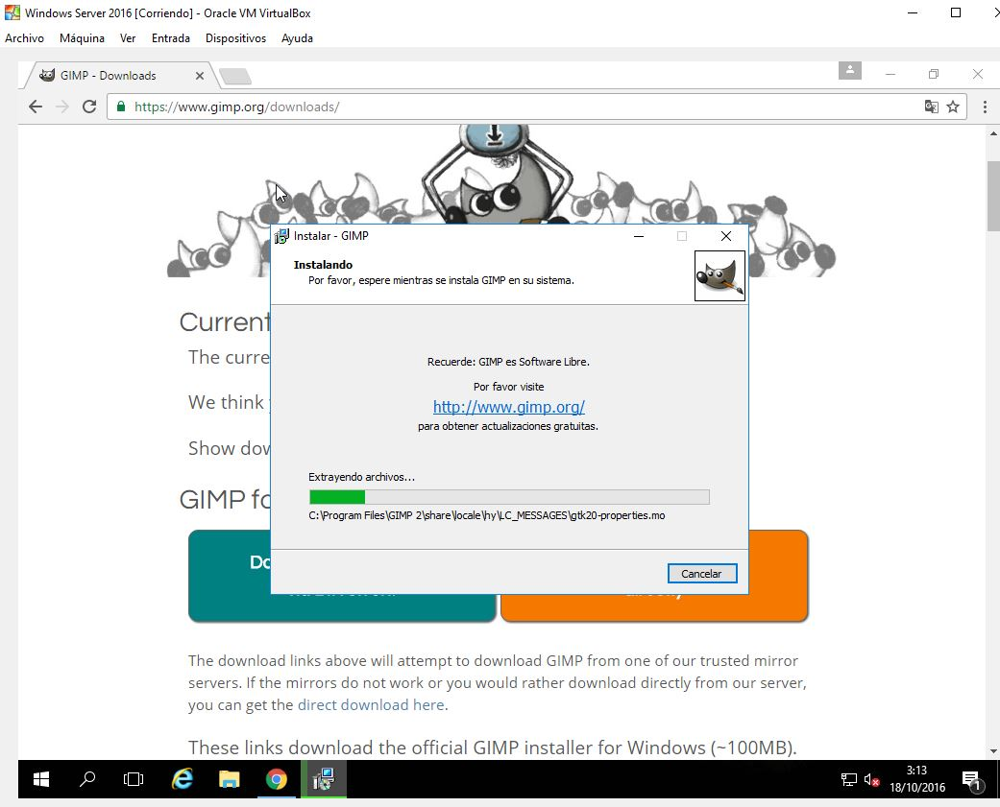 Windows Server 2016 [Corriendo] - Oracle VM VirtualBox
Archivo Máquina Ver Entrada Dispositivos Ayuda
GIMP - Downloads
https://www.gimp.org/downloads/
Instalar - GIMP
Instalando
Por favor, espere mientras se instala GIMP en su sistema.
Current
The curre
We think
Show dow
GIMP fo
Recuerde: GIMP es Software Libre.
Por favor visite
http://www.gimp.org/
para obtener actualizaciones gratuitas.
Extrayendo archivos...
C:\Program Files\GIMP 2\share\locale\hy\LC_MESSAGES\gtk20-properties.mo
Do
Cancelar
The download links above will attempt to download GIMP from one of our trusted mirror
servers. If the mirrors do not work or you would rather download directly from our server,
you can get the direct download here.
These links download the official GIMP installer for Windows (~100MB).
3:13
18/10/2016
1